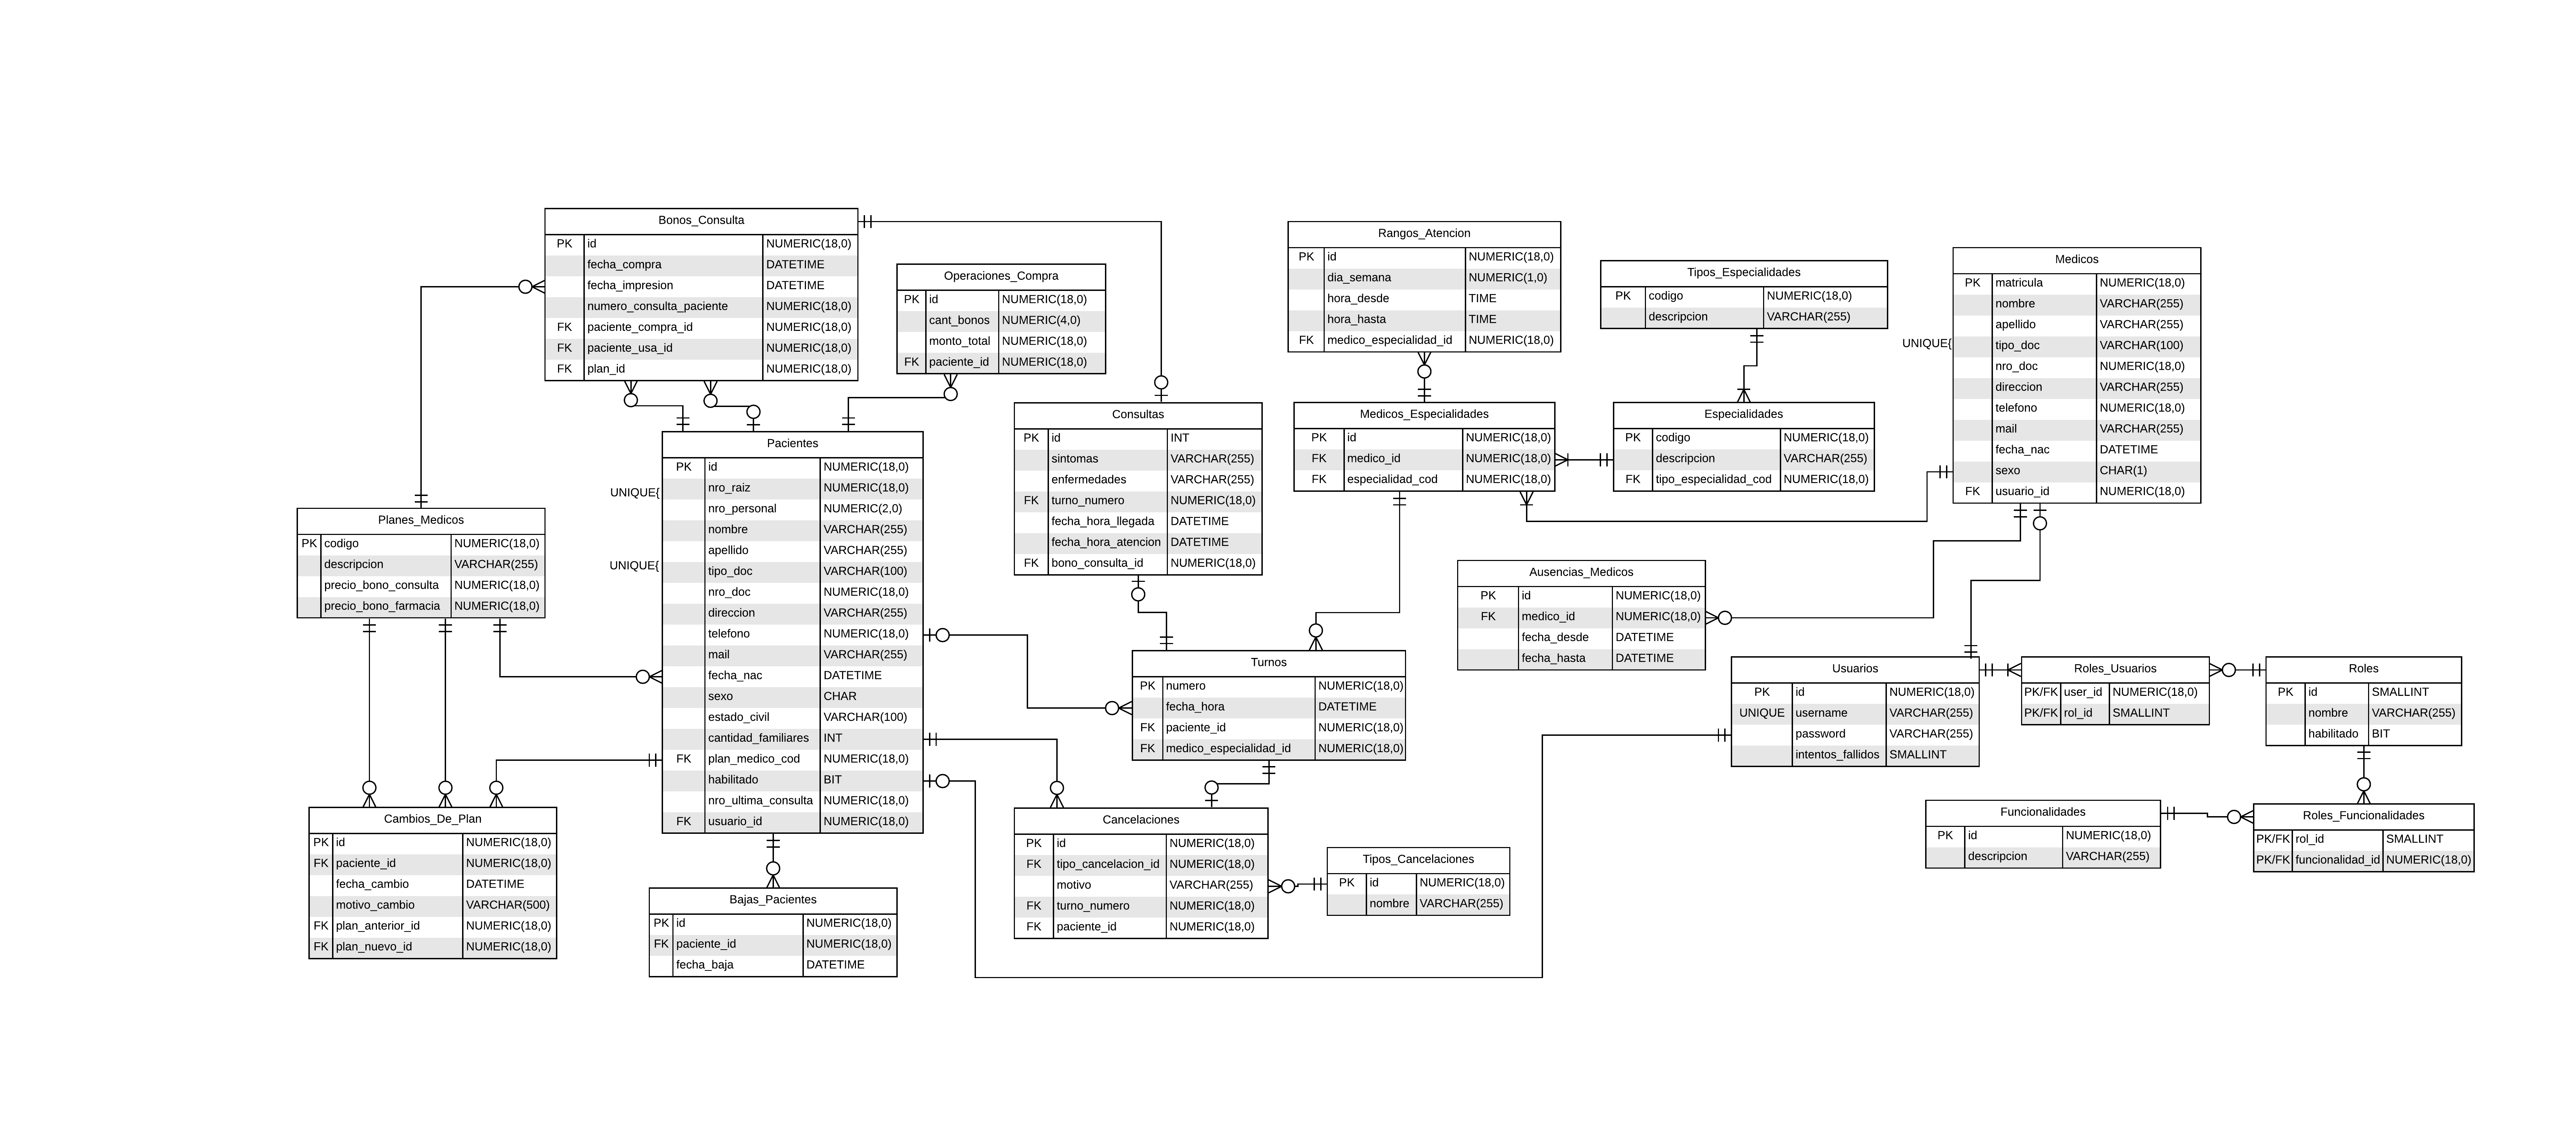 Bonos_Consulta
PK id NUMERIC(18,0)
fecha_compra DATETIME
fecha_impresion DATETIME
numero_consulta_paciente NUMERIC(18,0)
FK paciente_compra_id NUMERIC(18,0)
FK paciente_usa_id NUMERIC(18,0)
FK plan_id NUMERIC(18,0)
Operaciones_Compra
PK id NUMERIC(18,0)
cant_bonos NUMERIC(4,0)
monto_total NUMERIC(18,0)
FK paciente_id NUMERIC(18,0)
Rangos_Atencion
PK id NUMERIC(18,0)
dia_semana NUMERIC(1,0)
hora_desde TIME
hora_hasta TIME
FK medico_especialidad_id NUMERIC(18,0)
Tipos_Especialidades
PK codigo NUMERIC(18,0)
descripcion VARCHAR(255)
Medicos
PK matricula NUMERIC(18,0)
nombre VARCHAR(255)
apellido VARCHAR(255)
UNIQUE{
tipo_doc VARCHAR(100)
nro_doc NUMERIC(18,0)
direccion VARCHAR(255)
telefono NUMERIC(18,0)
mail VARCHAR(255)
fecha_nac DATETIME
sexo CHAR(1)
FK usuario_id NUMERIC(18,0)
Consultas
PK id INT
sintomas VARCHAR(255)
enfermedades VARCHAR(255)
FK turno_numero NUMERIC(18,0)
fecha_hora_llegada DATETIME
fecha_hora_atencion DATETIME
FK bono_consulta_id NUMERIC(18,0)
Medicos_Especialidades
PK id NUMERIC(18,0)
FK medico_id NUMERIC(18,0)
FK especialidad_cod NUMERIC(18,0)
Especialidades
PK codigo NUMERIC(18,0)
descripcion VARCHAR(255)
FK tipo_especialidad_cod NUMERIC(18,0)
Pacientes
PK id NUMERIC(18,0)
UNIQUE{
nro_raiz NUMERIC(18,0)
nro_personal NUMERIC(2,0)
nombre VARCHAR(255)
apellido VARCHAR(255)
UNIQUE{
tipo_doc VARCHAR(100)
nro_doc NUMERIC(18,0)
direccion VARCHAR(255)
telefono NUMERIC(18,0)
mail VARCHAR(255)
fecha_nac DATETIME
sexo CHAR
estado_civil VARCHAR(100)
cantidad_familiares INT
FK plan_medico_cod NUMERIC(18,0)
habilitado BIT
nro_ultima_consulta NUMERIC(18,0)
FK usuario_id NUMERIC(18,0)
Planes_Medicos
PK codigo NUMERIC(18,0)
descripcion VARCHAR(255)
precio_bono_consulta NUMERIC(18,0)
precio_bono_farmacia NUMERIC(18,0)
Ausencias_Medicos
PK id NUMERIC(18,0)
FK medico_id NUMERIC(18,0)
fecha_desde DATETIME
fecha_hasta DATETIME
Turnos
PK numero NUMERIC(18,0)
fecha_hora DATETIME
FK paciente_id NUMERIC(18,0)
FK medico_especialidad_id NUMERIC(18,0)
Usuarios
PK id NUMERIC(18,0)
UNIQUE username VARCHAR(255)
password VARCHAR(255)
intentos_fallidos SMALLINT
Roles_Usuarios
PK/FK user_id NUMERIC(18,0)
PK/FK rol_id SMALLINT
Roles
PK id SMALLINT
nombre VARCHAR(255)
habilitado BIT
Cambios_De_Plan
PK id NUMERIC(18,0)
FK paciente_id NUMERIC(18,0)
fecha_cambio DATETIME
motivo_cambio VARCHAR(500)
FK plan_anterior_id NUMERIC(18,0)
FK plan_nuevo_id NUMERIC(18,0)
Bajas_Pacientes
PK id NUMERIC(18,0)
FK paciente_id NUMERIC(18,0)
fecha_baja DATETIME
Cancelaciones
PK id NUMERIC(18,0)
FK tipo_cancelacion_id NUMERIC(18,0)
motivo VARCHAR(255)
FK turno_numero NUMERIC(18,0)
FK paciente_id NUMERIC(18,0)
Tipos_Cancelaciones
PK id NUMERIC(18,0)
nombre VARCHAR(255)
Funcionalidades
PK id NUMERIC(18,0)
descripcion VARCHAR(255)
Roles_Funcionalidades
PK/FK rol_id SMALLINT
PK/FK funcionalidad_id NUMERIC(18,0)